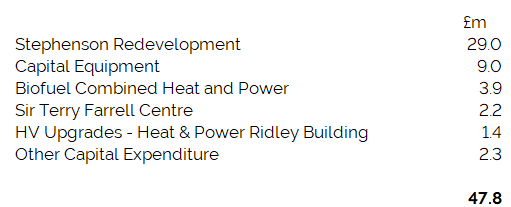 £m
Stephenson Redevelopment 29.0
Capital Equipment 9.0
Biofuel Combined Heat and Power 3.9
Sir Terry Farrell Centre 2.2
HV Upgrades - Heat & Power Ridley Building 1.4
Other Capital Expenditure 2.3
47.8